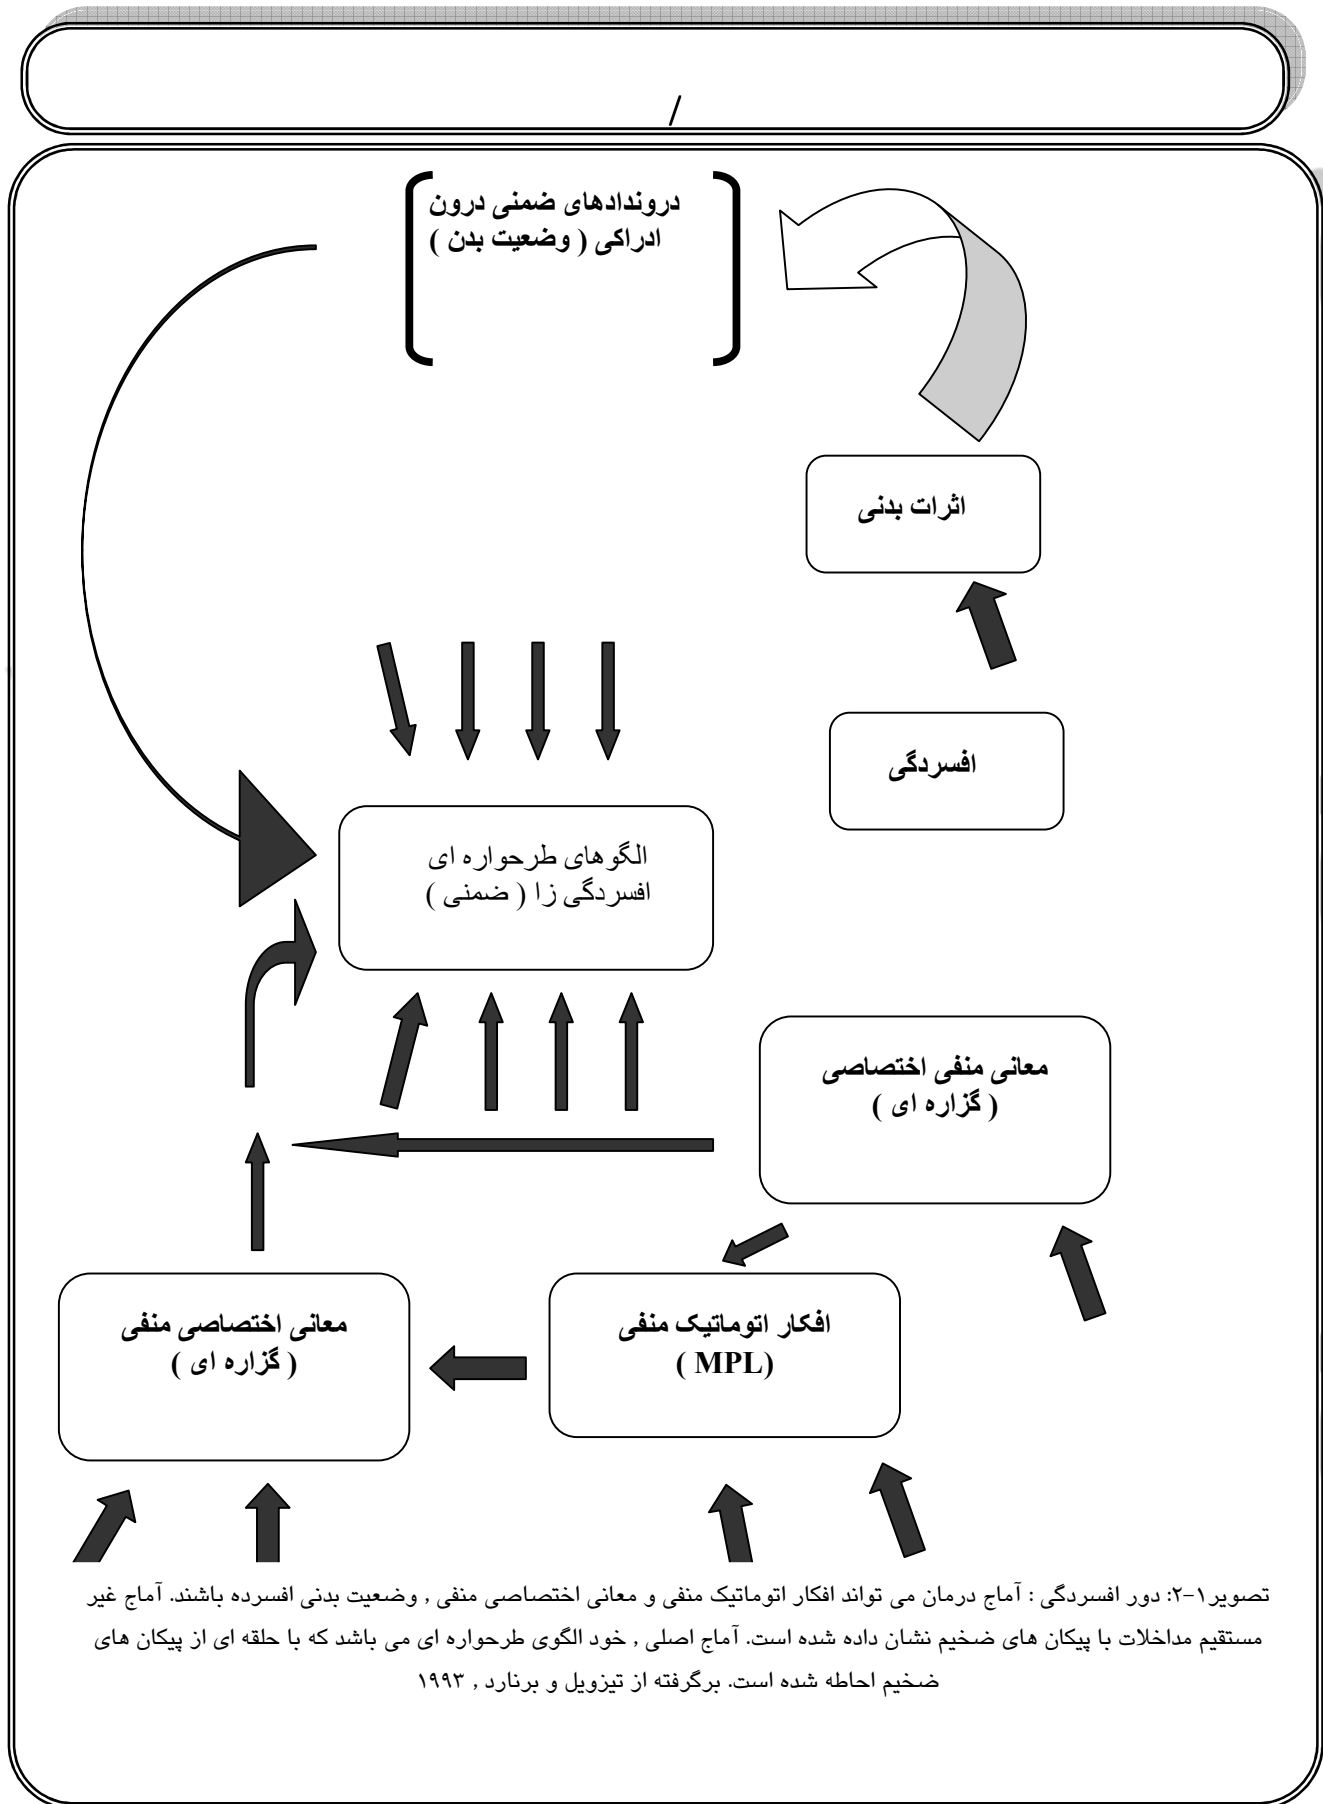 /
دروندادهای ضمنی درون
ادراکی ( وضعیت بدن )
اثرات بدنی
افسردگی
الگوهای طرحواره ای
افسردگی زا ( ضمنی )
معانی منفی اختصاصی
( گزاره ای )
معانی اختصاصی منفی
( گزاره ای )
افکار اتوماتیک منفی
( MPL)
تصویر۱-۲: دور افسردگی : آماج درمان می تواند افکار اتوماتیک منفی و معانی اختصاصی منفی , وضعیت بدنی افسرده باشند. آماج غیر
مستقیم مداخلات با پیکان های ضخیم نشان داده شده است. آماج اصلی , خود الگوی طرحواره ای می باشد که با حلقه ای از پیکان های
ضخیم احاطه شده است. برگرفته از تیزویل و برنارد , ۱۹۹۳